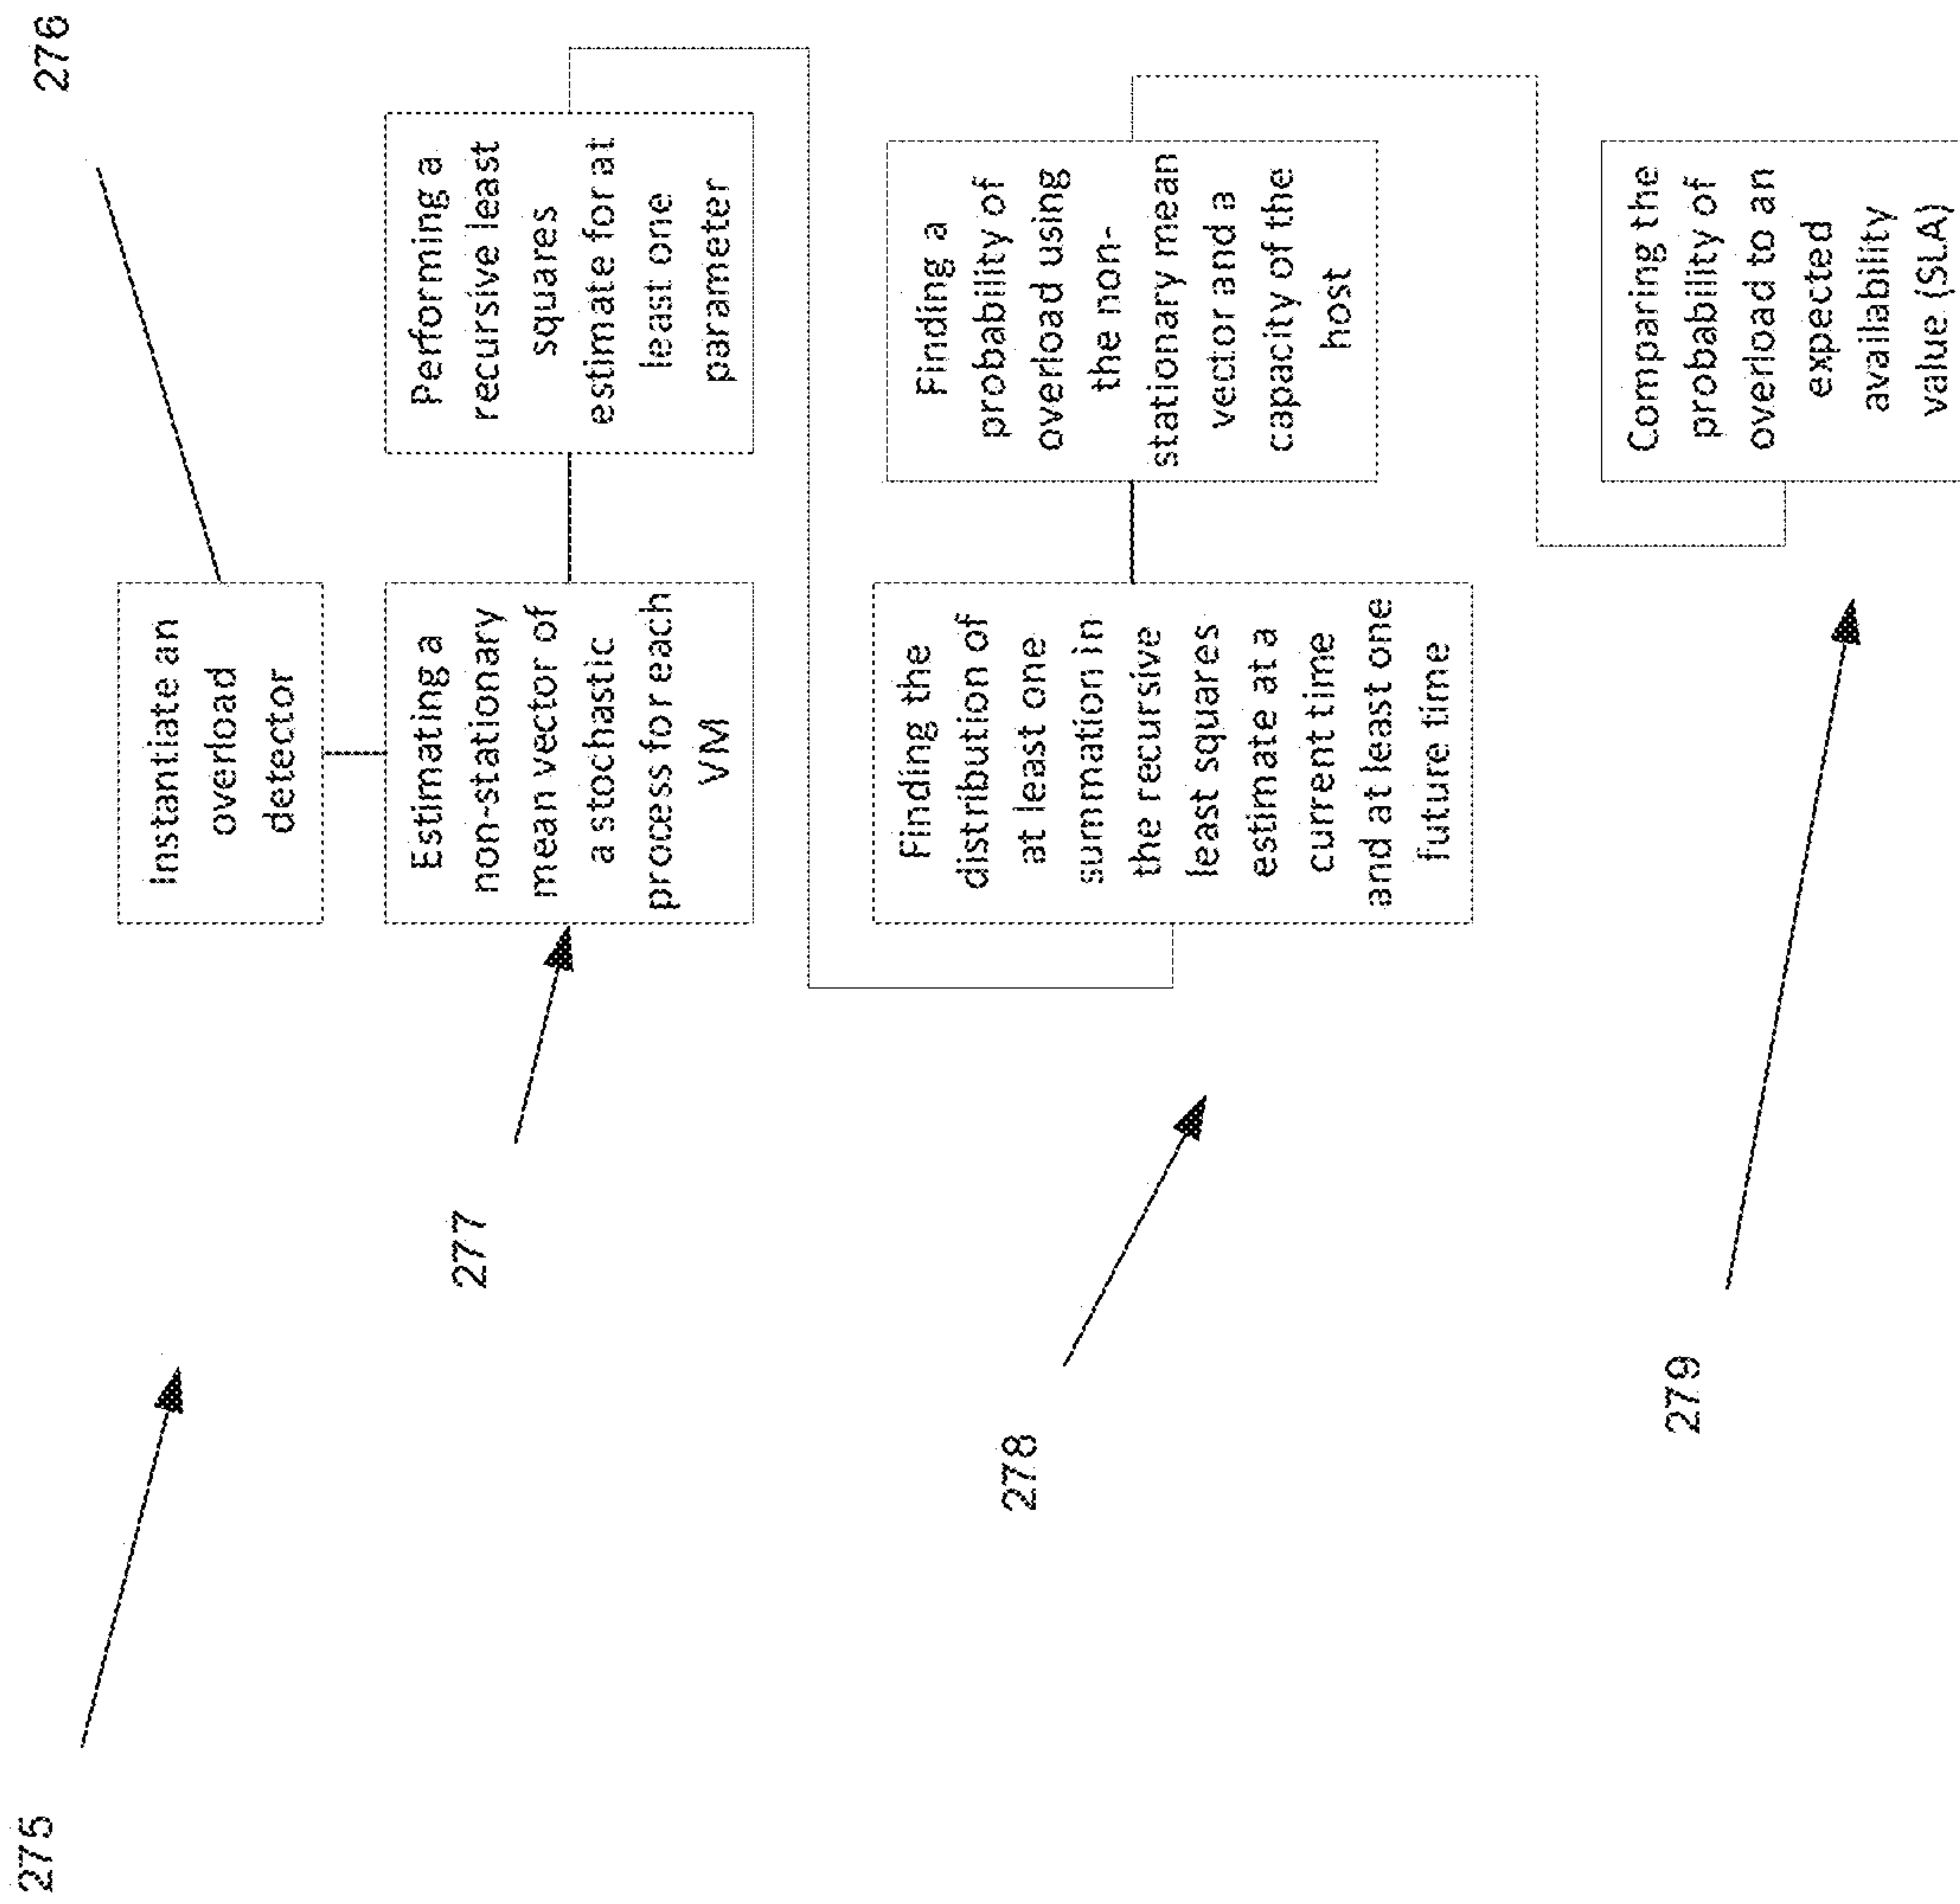 275
276
Instantiate an
overload
detector
277
Estimating a
non-stationary
mean vector of
a stochastic
process for each
VM
Performing a
recursive least
squares
estimate for at
least one
parameter
278
Finding the
distribution of
at least one
summation in
the recursive
least squares
estimate at a
current time
and at least one
future time
Finding a
probability of
overload using
the non-
stationary mean
vector and a
capacity of the
host
279
Comparing the
probability of
overload to an
expected
availability
value (SLA)